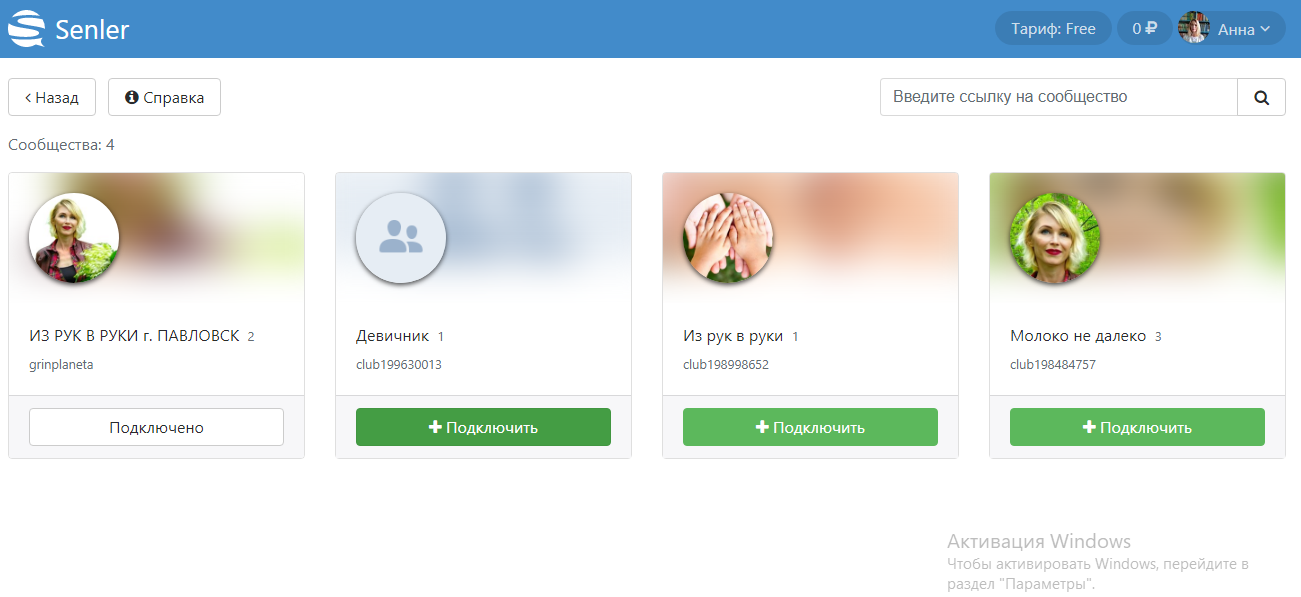 Senler
Тариф: Free
0 ₽
Анна
Назад
Справка
Введите ссылку на сообщество
Сообщества: 4
ИЗ РУК В РУКИ г. ПАВЛОВСК 2
grinplaneta
Подключено
Девичник 1
club199630013
Подключить
Из рук в руки 1
club198998652
Подключить
Молоко не далеко 3
club198484757
Подключить
Активация Windows
Чтобы активировать Windows, перейдите в
раздел "Параметры".